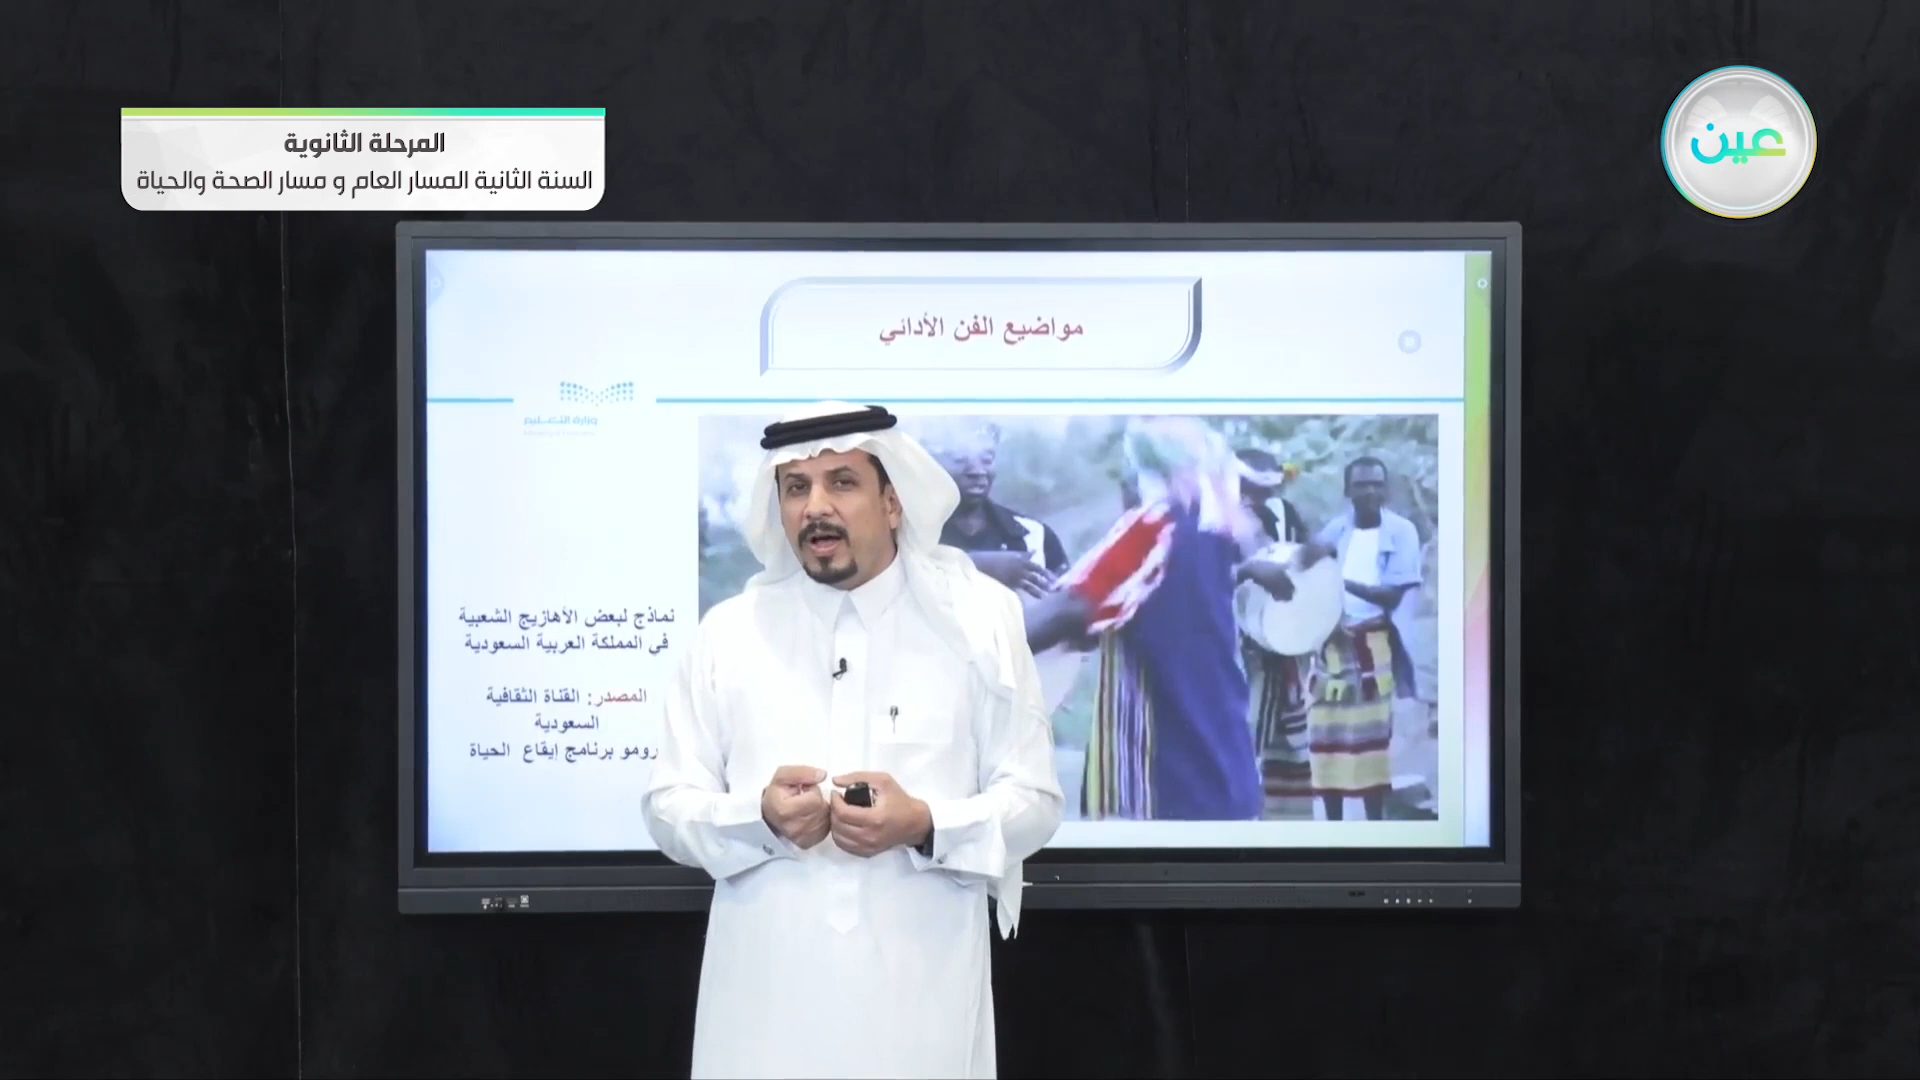 المرحلة الثانوية
السنة الثانية المسار العام و مسار الصحة والحياة
عين
مواضيع الفن الأدائي
وزارة التعليم
نماذج لبعض الأهازيج الشعبية
في المملكة العربية السعودية
المصدر: القناة الثقافية
السعودية
رومو برنامج إيقاع الحياة